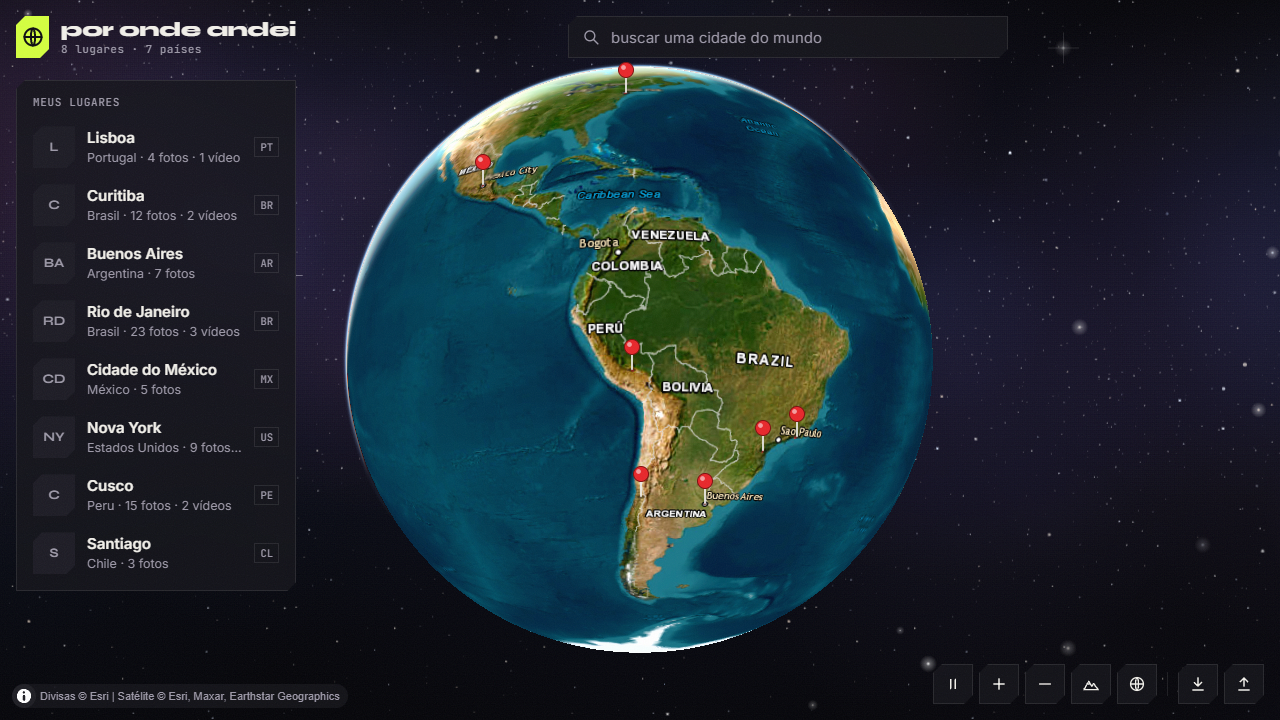 por onde andei
8 lugares · 7 países
buscar uma cidade do mundo
MEUS LUGARES
L
Lisboa
Portugal · 4 fotos · 1 vídeo
PT
C
Curitiba
Brasil · 12 fotos · 2 vídeos
BR
BA
Buenos Aires
Argentina · 7 fotos
AR
RD
Rio de Janeiro
Brasil · 23 fotos · 3 vídeos
BR
CD
Cidade do México
México · 5 fotos
MX
NY
Nova York
Estados Unidos · 9 fotos…
US
C
Cusco
Peru · 15 fotos · 2 vídeos
PE
S
Santiago
Chile · 3 fotos
CL
Atlantic
Ocean
City
Caribbean Sea
VENEZUELA
Bogota
COLOMBIA
PERÚ
BRAZIL
BOLIVIA
Sao Paulo
Buenos Aires
ARGENTINA
Divisas © Esri | Satélite © Esri, Maxar, Earthstar Geographics